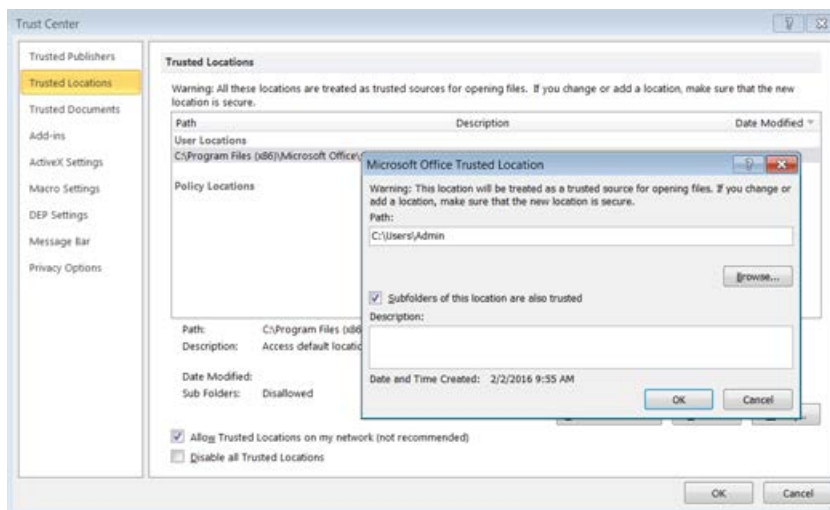 Trust Center
Trusted Publishers
Trusted Locations
Trusted Documents
Add-ins
ActiveX Settings
Macro Settings
DEP Settings
Message Bar
Privacy Options
Trusted Locations
Warning: All these locations are treated as trusted sources for opening files. If you change or add a location, make sure that the new
location is secure.
Path Description Date Modified
User Locations
C:\Program Files (x86)\Microsoft Office\
Policy Locations
Path: C:\Program Files (x86
Description: Access default locatio
Date Modified:
Sub Folders: Disallowed
Allow Trusted Locations on my network (not recommended)
Disable all Trusted Locations
OK Cancel
Microsoft Office Trusted Location
Warning: This location will be treated as a trusted source for opening files. If you change or
add a location, make sure that the new location is secure.
Path:
C:\Users\Admin
Browse...
Subfolders of this location are also trusted
Description:
Date and Time Created: 2/2/2016 9:55 AM
OK Cancel